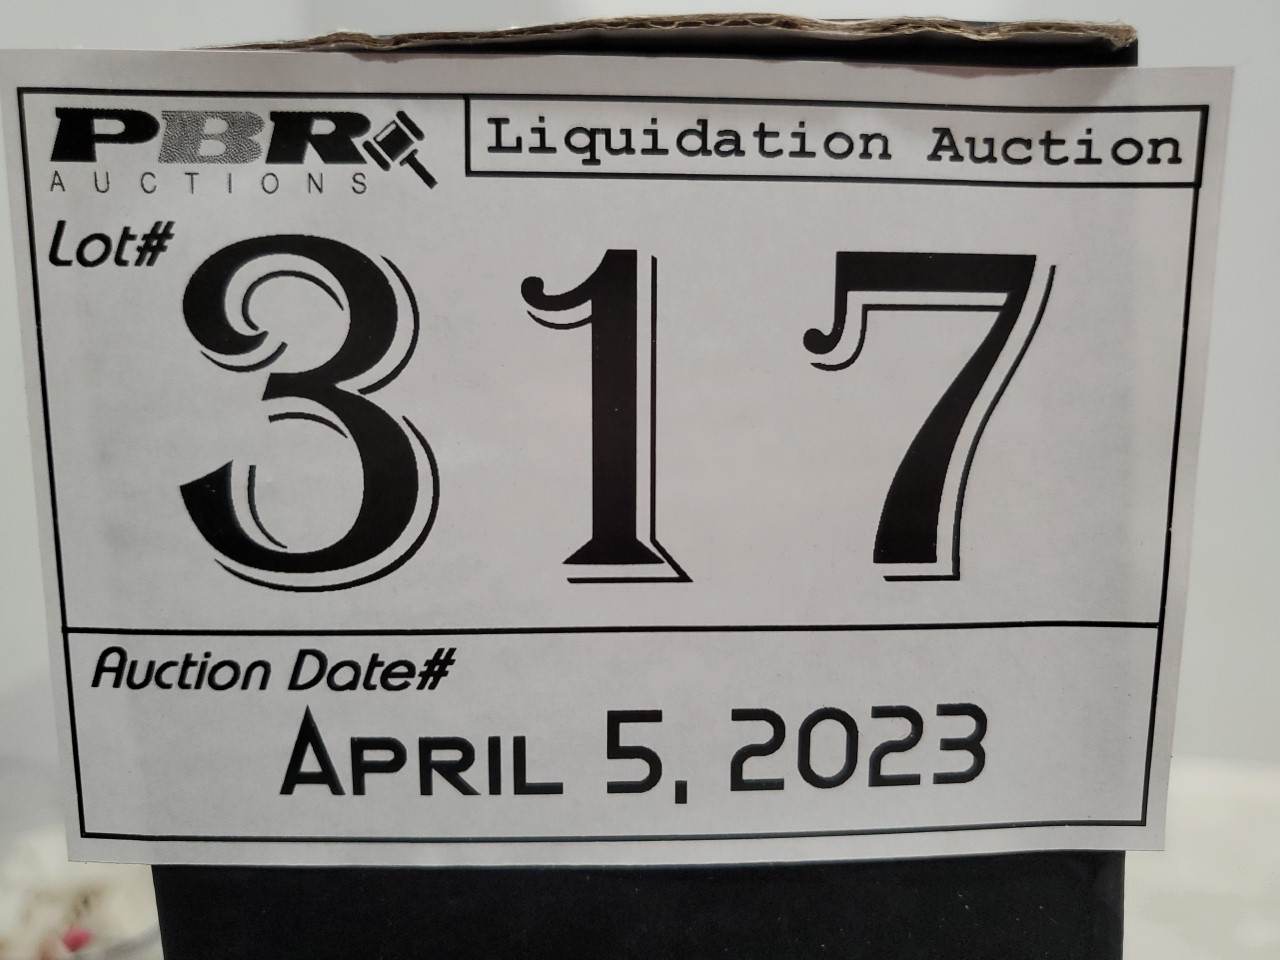 PBR
AUCTIONS
Liquidation Auction
Lot#
317
Auction Date#
APRIL 5, 2023